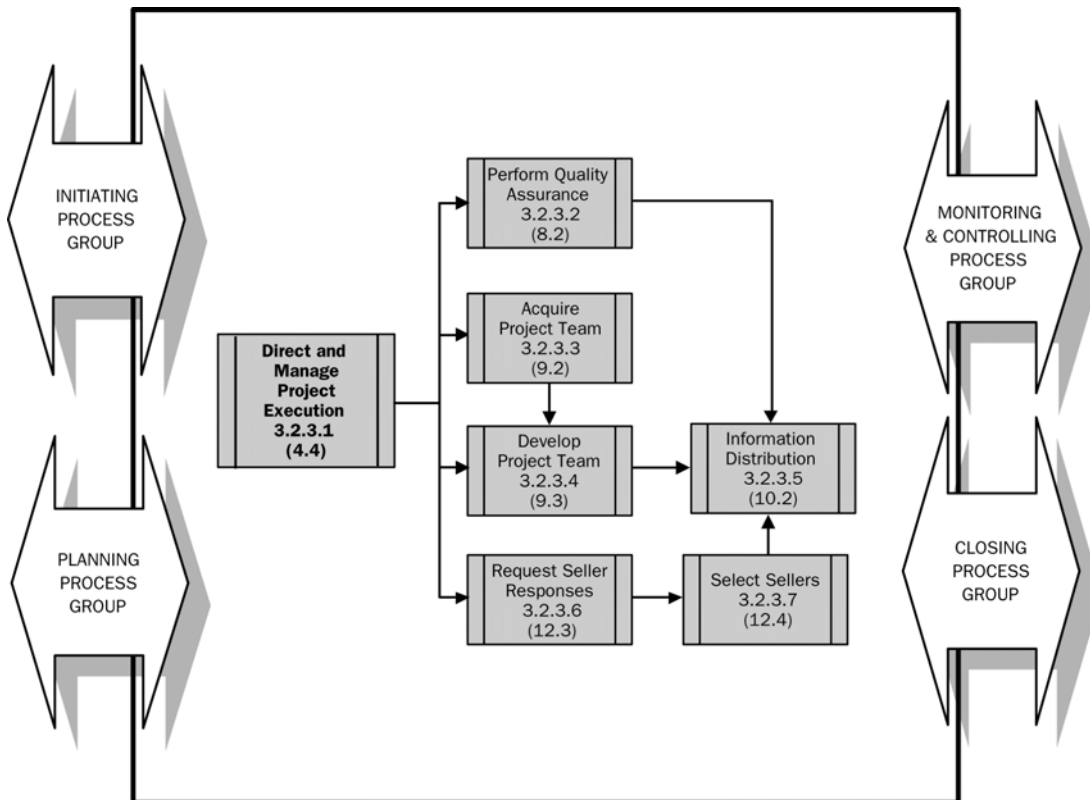 INITIATING
PROCESS
GROUP
PLANNING
PROCESS
GROUP
Direct and
Manage
Project
Execution
3.2.3.1
(4.4)
Perform Quality
Assurance
3.2.3.2
(8.2)
Acquire
Project Team
3.2.3.3
(9.2)
Develop
Project Team
3.2.3.4
(9.3)
Request Seller
Responses
3.2.3.6
(12.3)
Information
Distribution
3.2.3.5
(10.2)
Select Sellers
3.2.3.7
(12.4)
MONITORING
& CONTROLLING
PROCESS
GROUP
CLOSING
PROCESS
GROUP